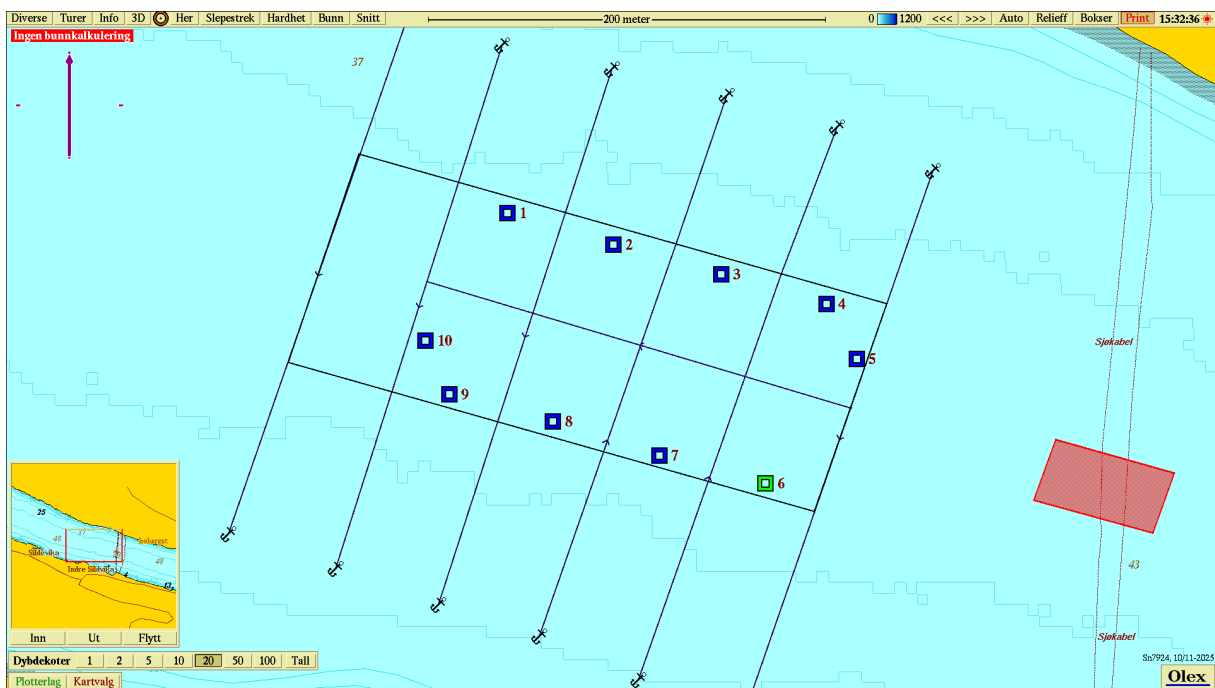 Diverse Turer Info 3D Her Slepestrek Hardhet Bunn Snitt 200 meter 0 1200 <<< >>> Auto Relieff Bokser Print 15:32:36
Ingen bunnkalkulering
37
1
2
3
4
5
10
9
8
7
6
Sjøkabel
43
Sjøkabel
25
37
48
48
Sildevika
Indre Sildvika
4
Inn Ut Flytt
Dybdekoter 1 2 5 10 20 50 100 Tall
Sn7924, 10/11-2025
Plotterlag Kartvalg
Olex